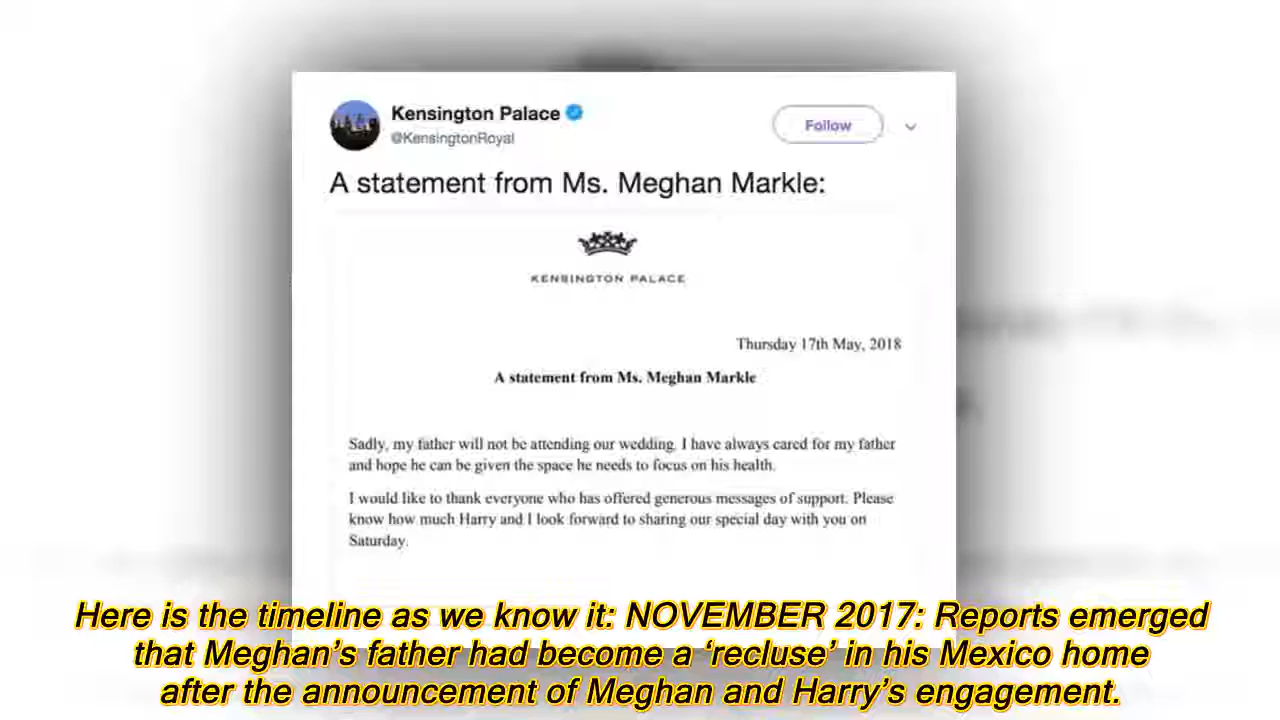 Kensington Palace
@KensingtonRoyal
Follow
A statement from Ms. Meghan Markle:
KENSINGTON PALACE
Thursday 17th May, 2018
A statement from Ms. Meghan Markle
Sadly, my father will not be attending our wedding. I have always cared for my father
and hope he can be given the space he needs to focus on his health.
I would like to thank everyone who has offered generous messages of support. Please
know how much Harry and I look forward to sharing our special day with you on
Saturday.
Here is the timeline as we know it: NOVEMBER 2017: Reports emerged
that Meghan’s father had become a ‘recluse’ in his Mexico home
after the announcement of Meghan and Harry’s engagement.